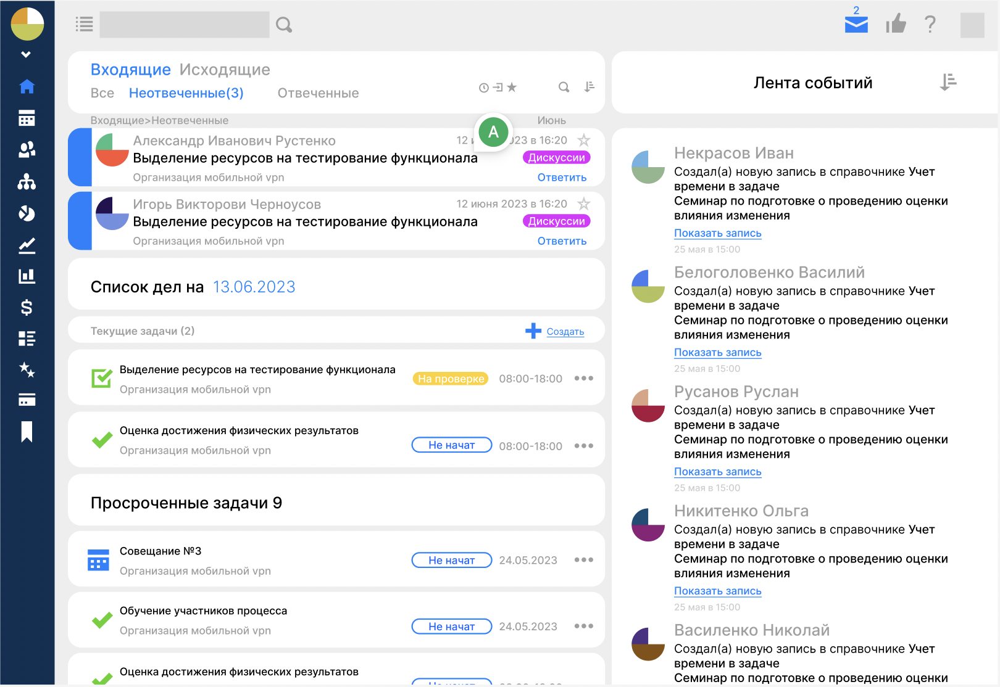 2
?
Входящие Исходящие
Все Неотвеченные(3) Отвеченные
Входящие>Неотвеченные Июнь
Александр Иванович Рустенко 12 A 23 в 16:20
Выделение ресурсов на тестирование функционала Дискуссии
Организация мобильной vpn Ответить
Игорь Викторови Черноусов 12 июня 2023 в 16:20
Выделение ресурсов на тестирование функционала Дискуссии
Организация мобильной vpn Ответить
Список дел на 13.06.2023
Текущие задачи (2) Создать
Выделение ресурсов на тестирование функционала
На проверке 08:00-18:00
Организация мобильной vpn
Оценка достижения физических результатов
Не начат 08:00-18:00
Организация мобильной vpn
Просроченные задачи 9
Совещание №3
Не начат 24.05.2023
Организация мобильной vpn
Обучение участников процесса
Не начат 24.05.2023
Организация мобильной vpn
Оценка достижения физических результатов
Лента событий
Некрасов Иван
Создал(а) новую запись в справочнике Учет
времени в задаче
Семинар по подготовке о проведению оценки
влияния изменения
Показать запись
25 мая в 15:00
Белоголовенко Василий
Создал(а) новую запись в справочнике Учет
времени в задаче
Семинар по подготовке о проведению оценки
влияния изменения
Показать запись
25 мая в 15:00
Русанов Руслан
Создал(а) новую запись в справочнике Учет
времени в задаче
Семинар по подготовке о проведению оценки
влияния изменения
Показать запись
25 мая в 15:00
Никитенко Ольга
Создал(а) новую запись в справочнике Учет
времени в задаче
Семинар по подготовке о проведению оценки
влияния изменения
Показать запись
25 мая в 15:00
Василенко Николай
Создал(а) новую запись в справочнике Учет
времени в задаче
Семинар по подготовке о проведению оценки